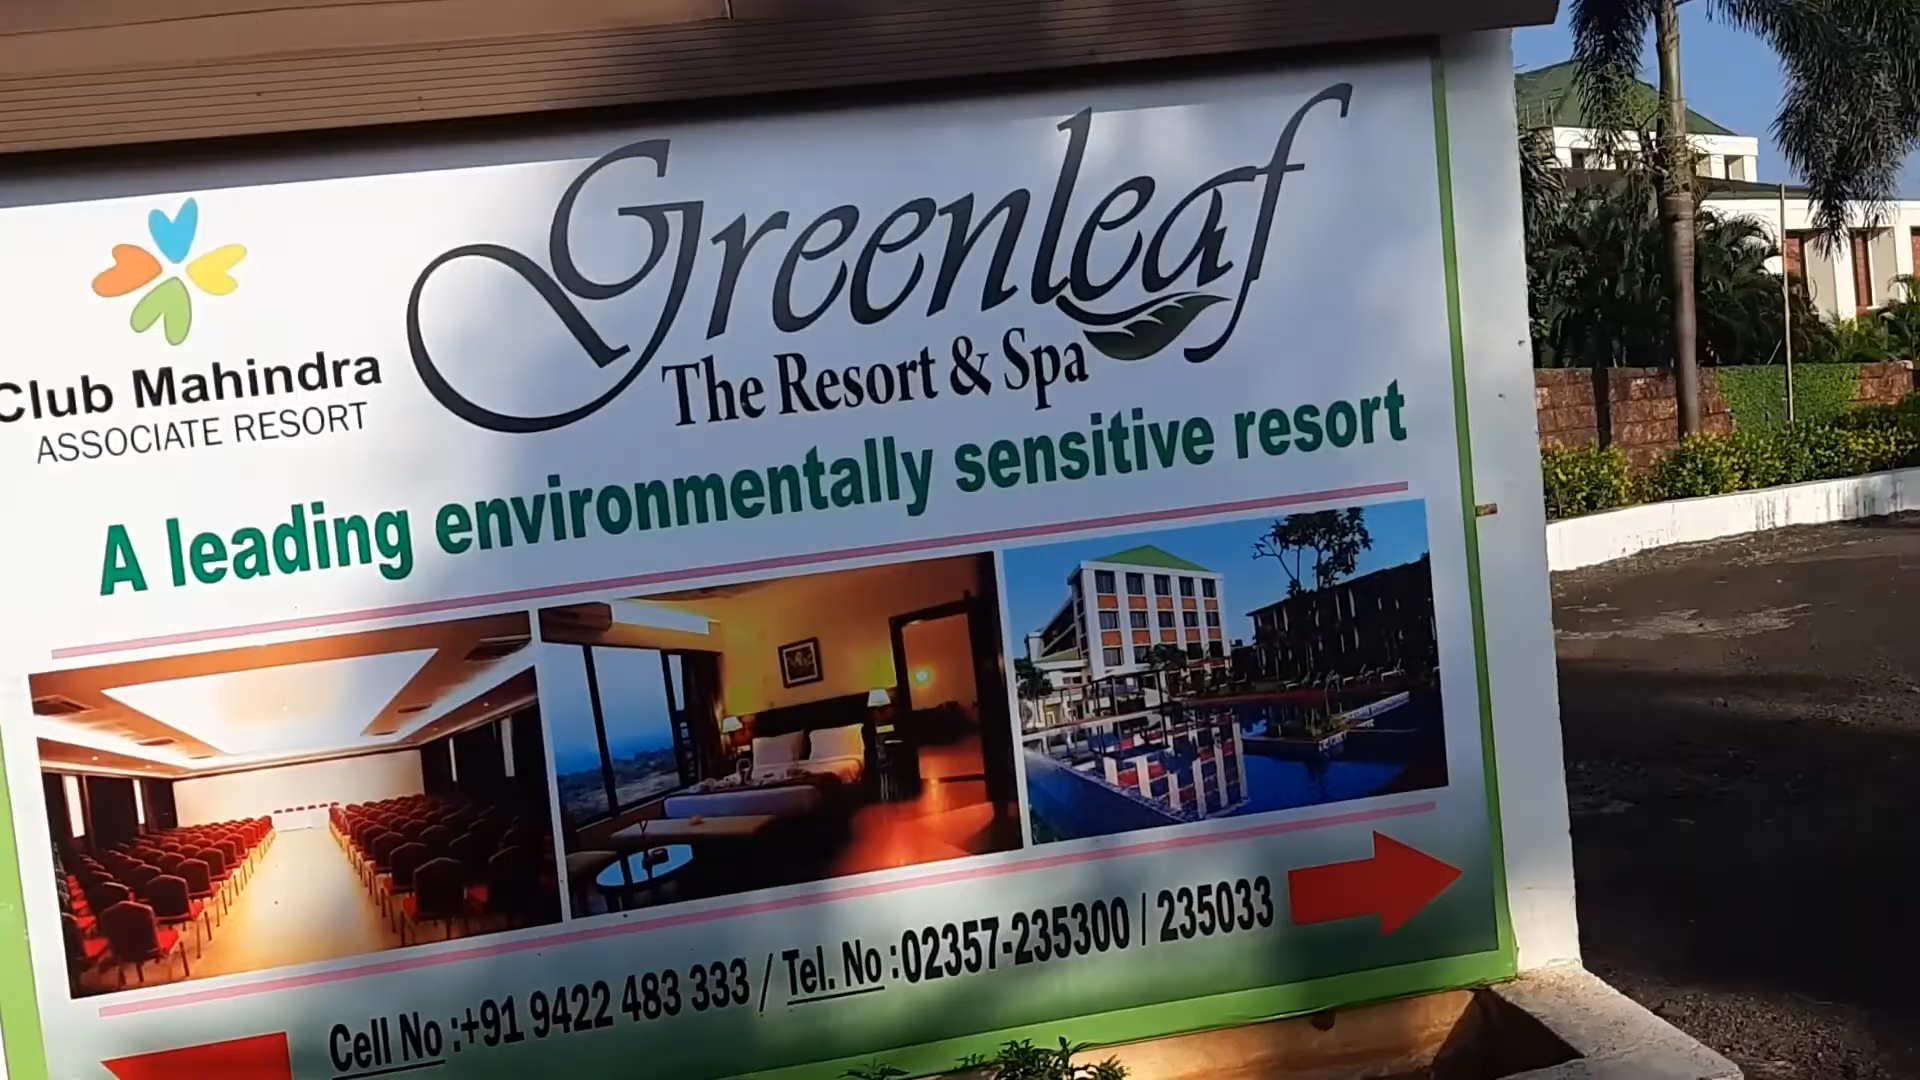 Club Mahindra
ASSOCIATE RESORT
Greenleaf
The Resort & Spa
A leading environmentally sensitive resort
Cell No :+91 9422 483 333 / Tel. No :02357-235300 / 235033